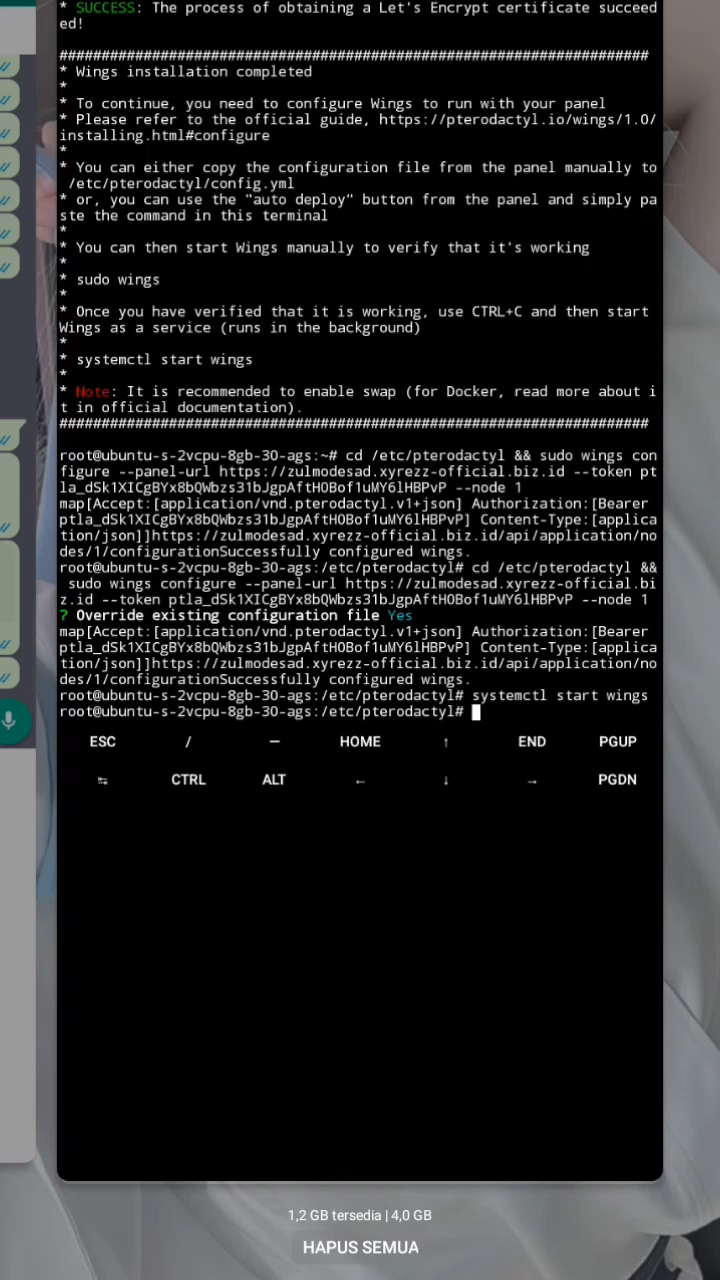 * SUCCESS: The process of obtaining a Let's Encrypt certificate succeed
ed!
######################################################################
* Wings installation completed
*
* To continue, you need to configure Wings to run with your panel
* Please refer to the official guide, https://pterodactyl.io/wings/1.0/
installing.html#configure
*
* You can either copy the configuration file from the panel manually to
 /etc/pterodactyl/config.yml
* or, you can use the "auto deploy" button from the panel and simply pa
ste the command in this terminal
*
* You can then start Wings manually to verify that it's working
*
* sudo wings
*
* Once you have verified that it is working, use CTRL+C and then start
Wings as a service (runs in the background)
*
* systemctl start wings
*
* Note: It is recommended to enable swap (for Docker, read more about i
t in official documentation).
######################################################################
root@ubuntu-s-2vcpu-8gb-30-ags:~# cd /etc/pterodactyl && sudo wings con
figure --panel-url https://zulmodesad.xyrezz-official.biz.id --token pt
la_dSk1XICgBYx8bQWbzs31bJgpAftHOBof1uMY6lHBPvP --node 1
map[Accept:[application/vnd.pterodactyl.v1+json] Authorization:[Bearer
ptla_dSk1XICgBYx8bQWbzs31bJgpAftHOBof1uMY6lHBPvP] Content-Type:[applica
tion/json]]https://zulmodesad.xyrezz-official.biz.id/api/application/no
des/1/configurationSuccessfully configured wings.
root@ubuntu-s-2vcpu-8gb-30-ags:/etc/pterodactyl# cd /etc/pterodactyl &&
 sudo wings configure --panel-url https://zulmodesad.xyrezz-official.bi
z.id --token ptla_dSk1XICgBYx8bQWbzs31bJgpAftHOBof1uMY6lHBPvP --node 1
? Override existing configuration file Yes
map[Accept:[application/vnd.pterodactyl.v1+json] Authorization:[Bearer
ptla_dSk1XICgBYx8bQWbzs31bJgpAftHOBof1uMY6lHBPvP] Content-Type:[applica
tion/json]]https://zulmodesad.xyrezz-official.biz.id/api/application/no
des/1/configurationSuccessfully configured wings.
root@ubuntu-s-2vcpu-8gb-30-ags:/etc/pterodactyl# systemctl start wings
root@ubuntu-s-2vcpu-8gb-30-ags:/etc/pterodactyl#
ESC / — HOME ↑ END PGUP
↹ CTRL ALT ← ↓ → PGDN
1,2 GB tersedia | 4,0 GB
HAPUS SEMUA